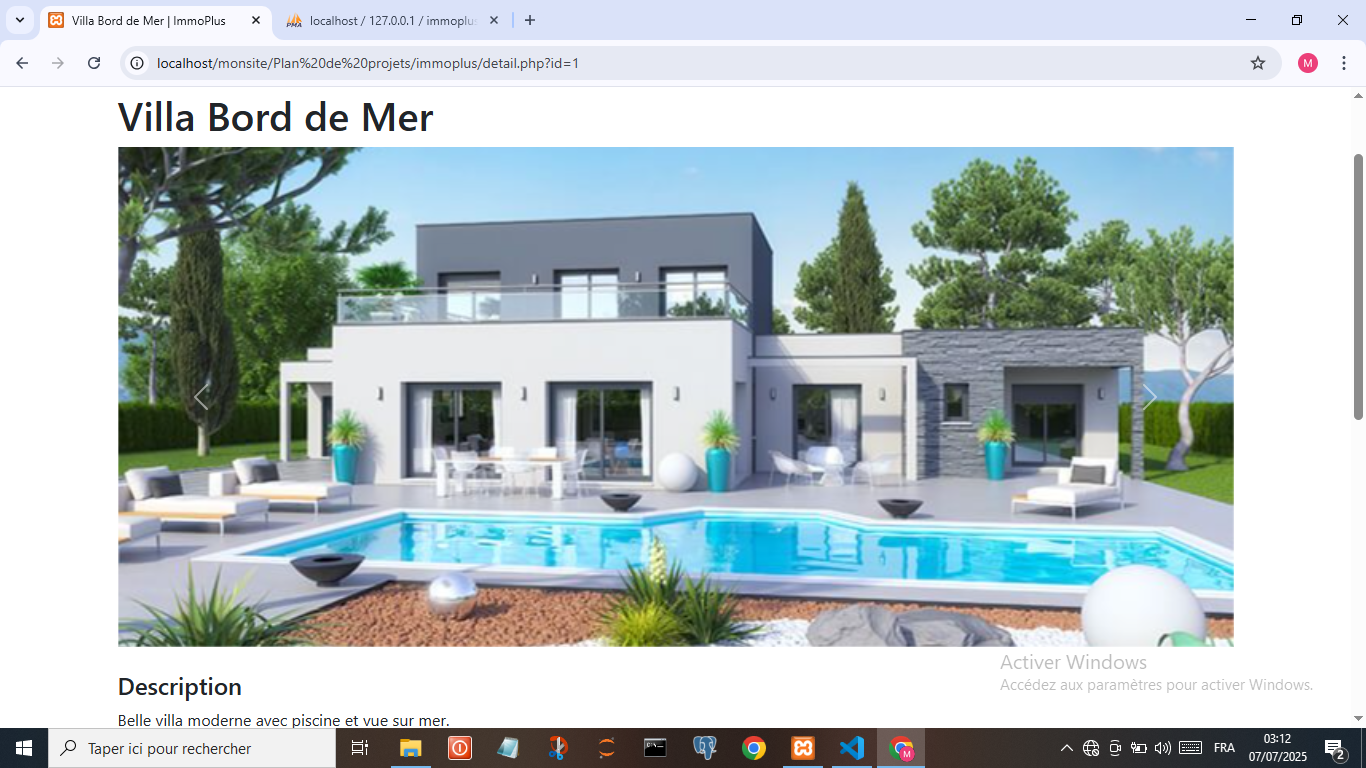 Villa Bord de Mer | ImmoPlus
localhost / 127.0.0.1 / immoplus
localhost/monsite/Plan%20de%20projets/immoplus/detail.php?id=1
M
Villa Bord de Mer
Description
Belle villa moderne avec piscine et vue sur mer.
Activer Windows
Accédez aux paramètres pour activer Windows.
Taper ici pour rechercher
FRA
03:12
07/07/2025
2